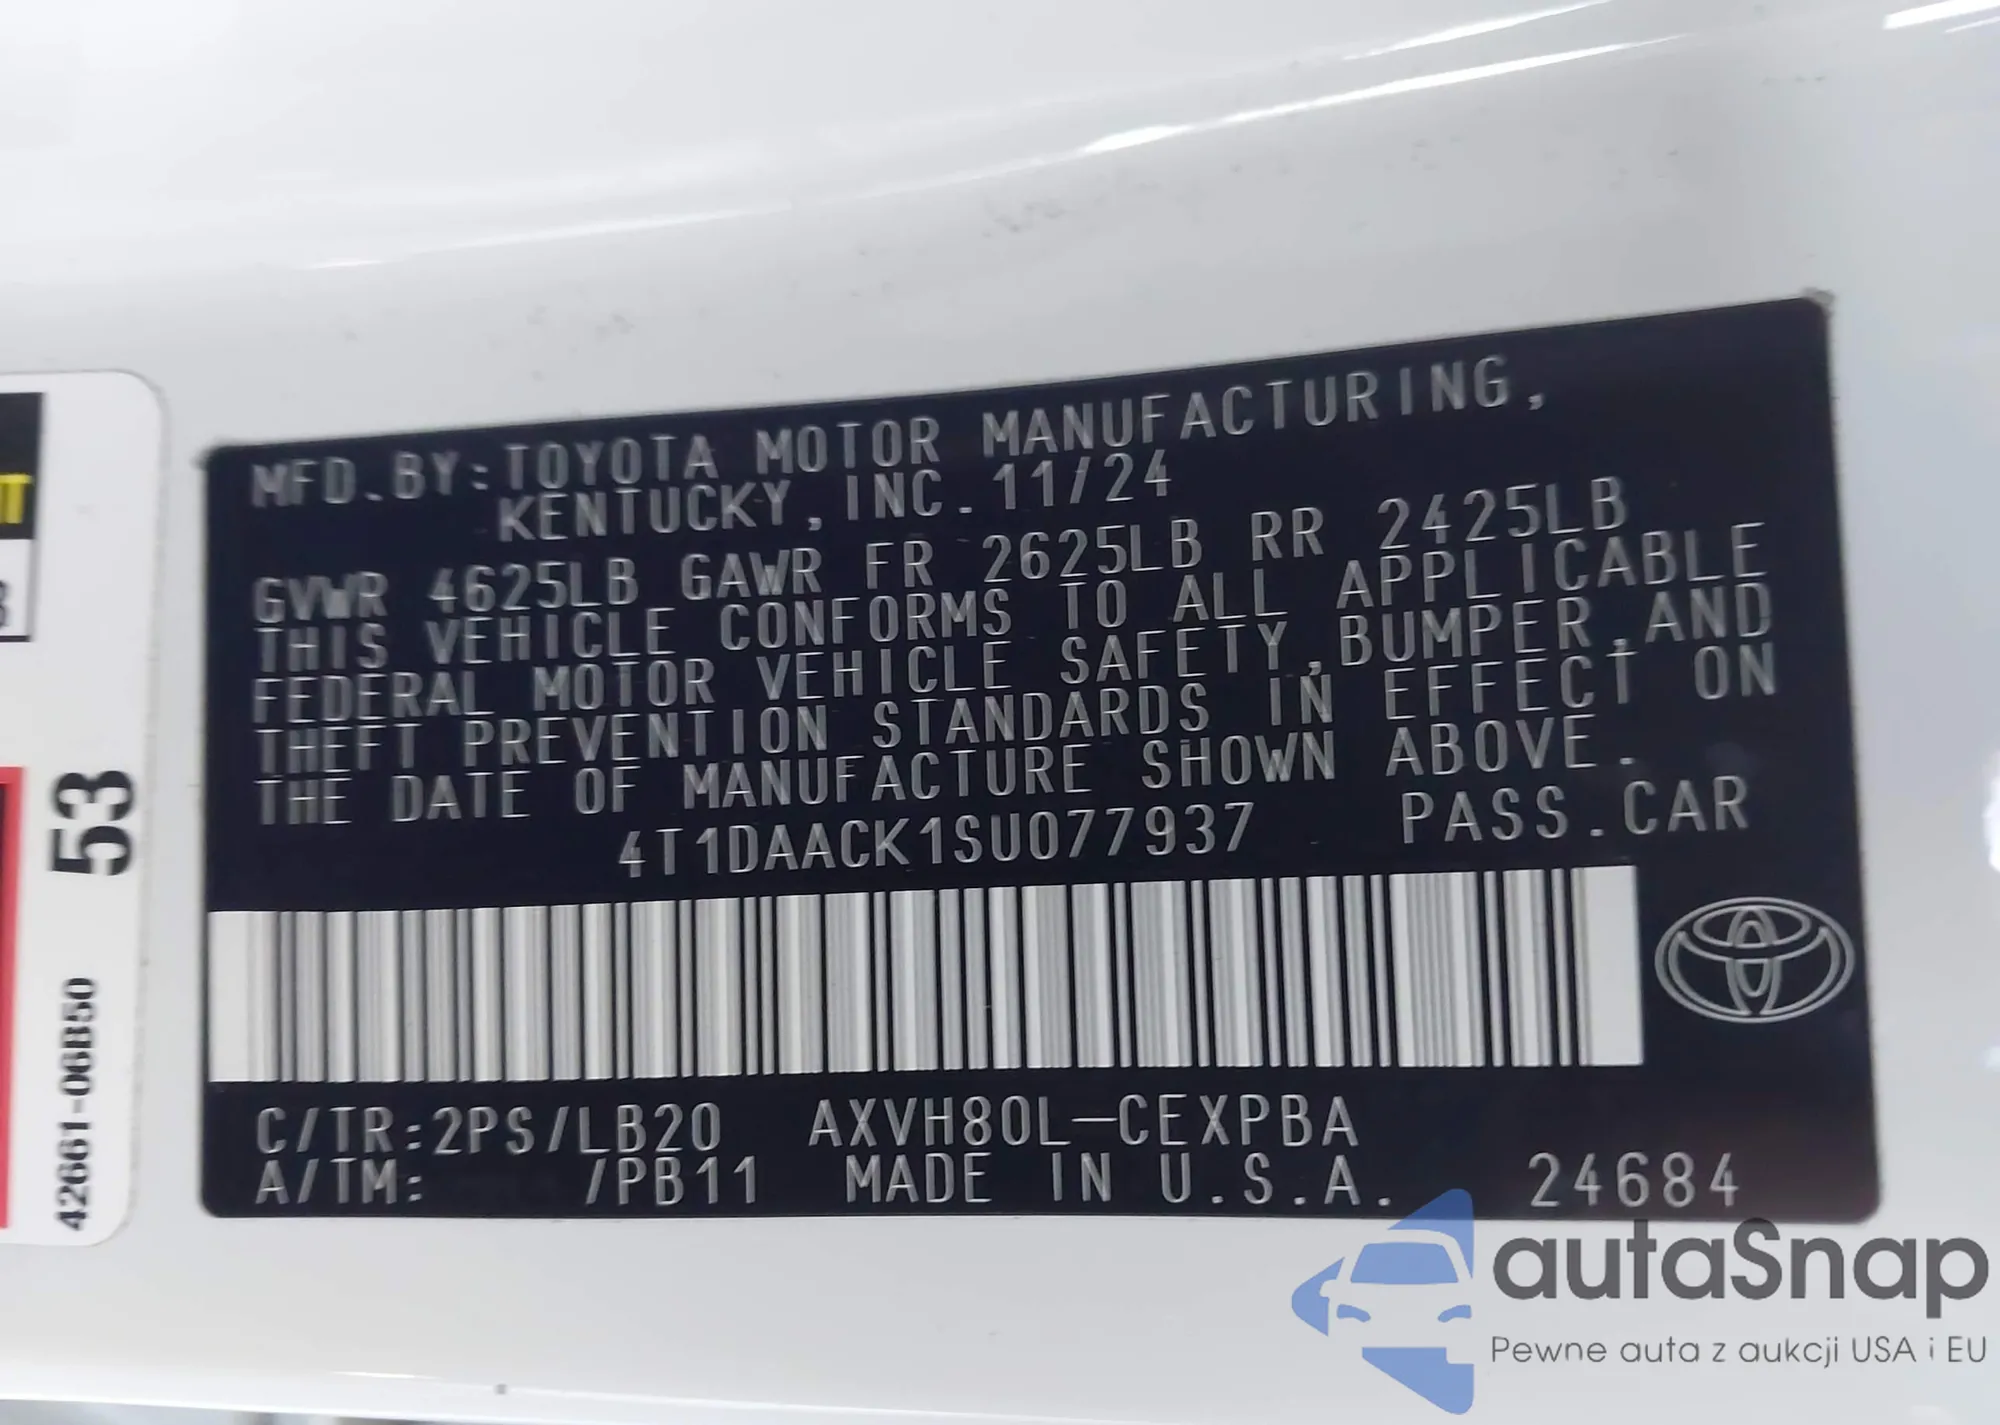 MFD.BY:TOYOTA MOTOR MANUFACTURING,
KENTUCKY, INC. 11/24
GVWR 4625LB GAWR FR 2625LB RR 2425LB
THIS VEHICLE CONFORMS TO ALL APPLICABLE
FEDERAL MOTOR VEHICLE SAFETY,BUMPER,AND
THEFT PREVENTION STANDARDS IN EFFECT ON
THE DATE OF MANUFACTURE SHOWN ABOVE.
4T1DAACK1SU077937 PASS.CAR
C/TR:2PS/LB20 AXVH80L-CEXPBA
A/TM: /PB11 MADE IN U.S.A. 24684
53
42661-06B50
autaSnap
Pewne auta z aukcji USA i EU